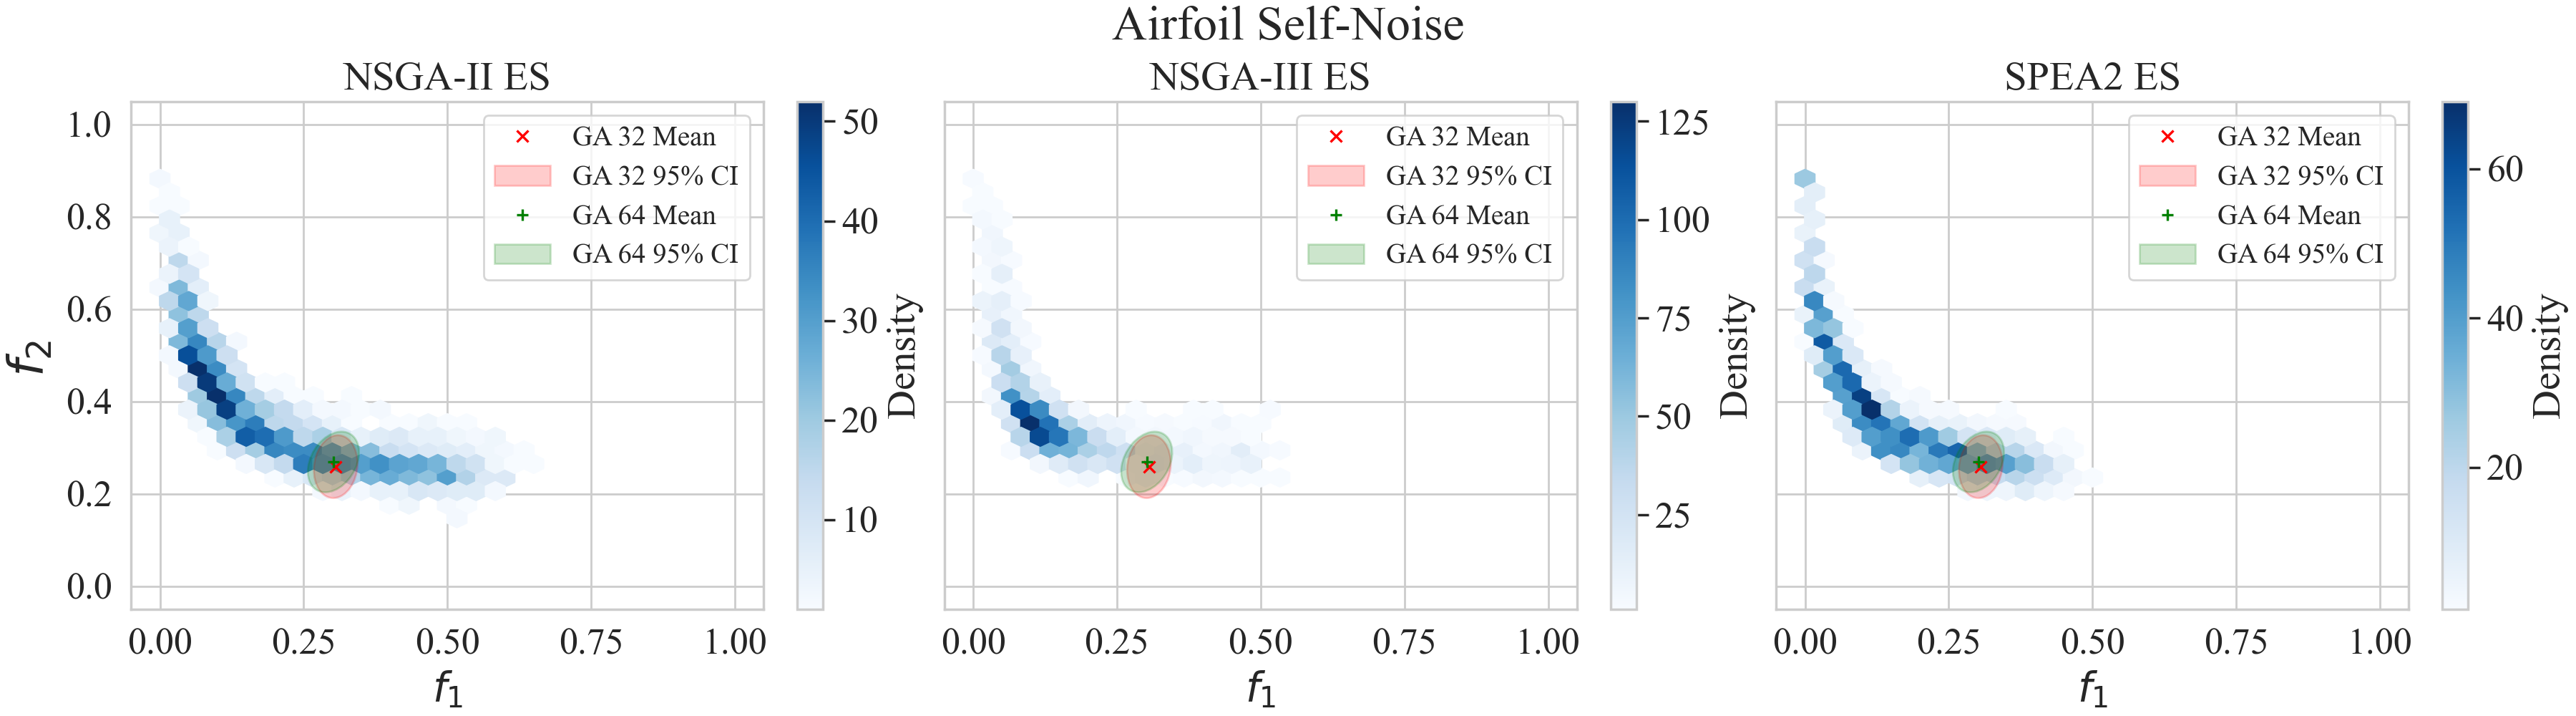 Airfoil Self-Noise
NSGA-II ES
NSGA-III ES
SPEA2 ES
f2
1.0
0.8
0.6
0.4
0.2
0.0
0.00
0.25
0.50
0.75
1.00
f1
GA 32 Mean
GA 32 95% CI
GA 64 Mean
GA 64 95% CI
50
40
30
20
10
Density
0.00
0.25
0.50
0.75
1.00
f1
GA 32 Mean
GA 32 95% CI
GA 64 Mean
GA 64 95% CI
125
100
75
50
25
Density
0.00
0.25
0.50
0.75
1.00
f1
GA 32 Mean
GA 32 95% CI
GA 64 Mean
GA 64 95% CI
60
40
20
Density